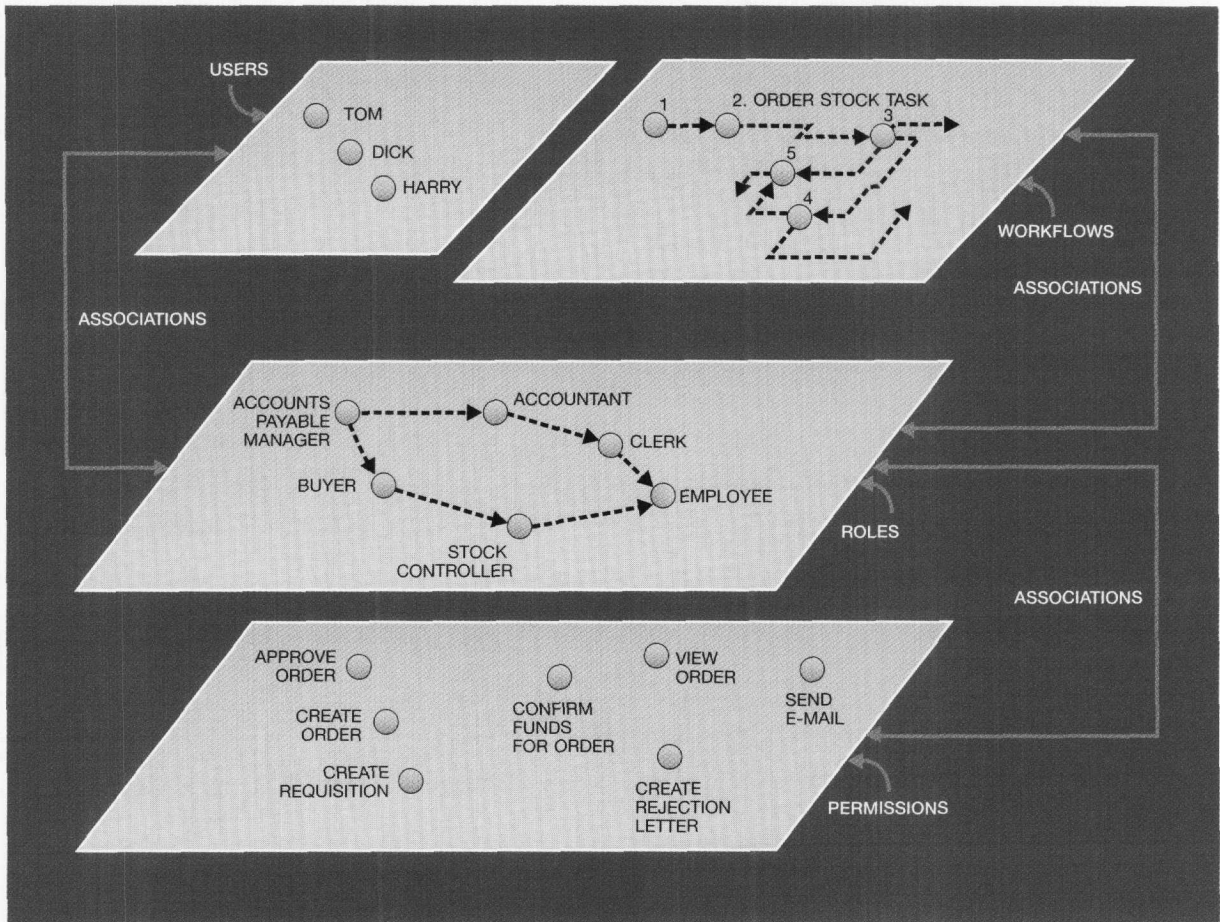 USERS
TOM
DICK
HARRY
1
2. ORDER STOCK TASK
3
5
4
WORKFLOWS
ASSOCIATIONS
ASSOCIATIONS
ACCOUNTS
PAYABLE
MANAGER
ACCOUNTANT
CLERK
BUYER
EMPLOYEE
STOCK
CONTROLLER
ROLES
ASSOCIATIONS
APPROVE
ORDER
CREATE
ORDER
CREATE
REQUISITION
CONFIRM
FUNDS
FOR ORDER
VIEW
ORDER
SEND
E-MAIL
CREATE
REJECTION
LETTER
PERMISSIONS